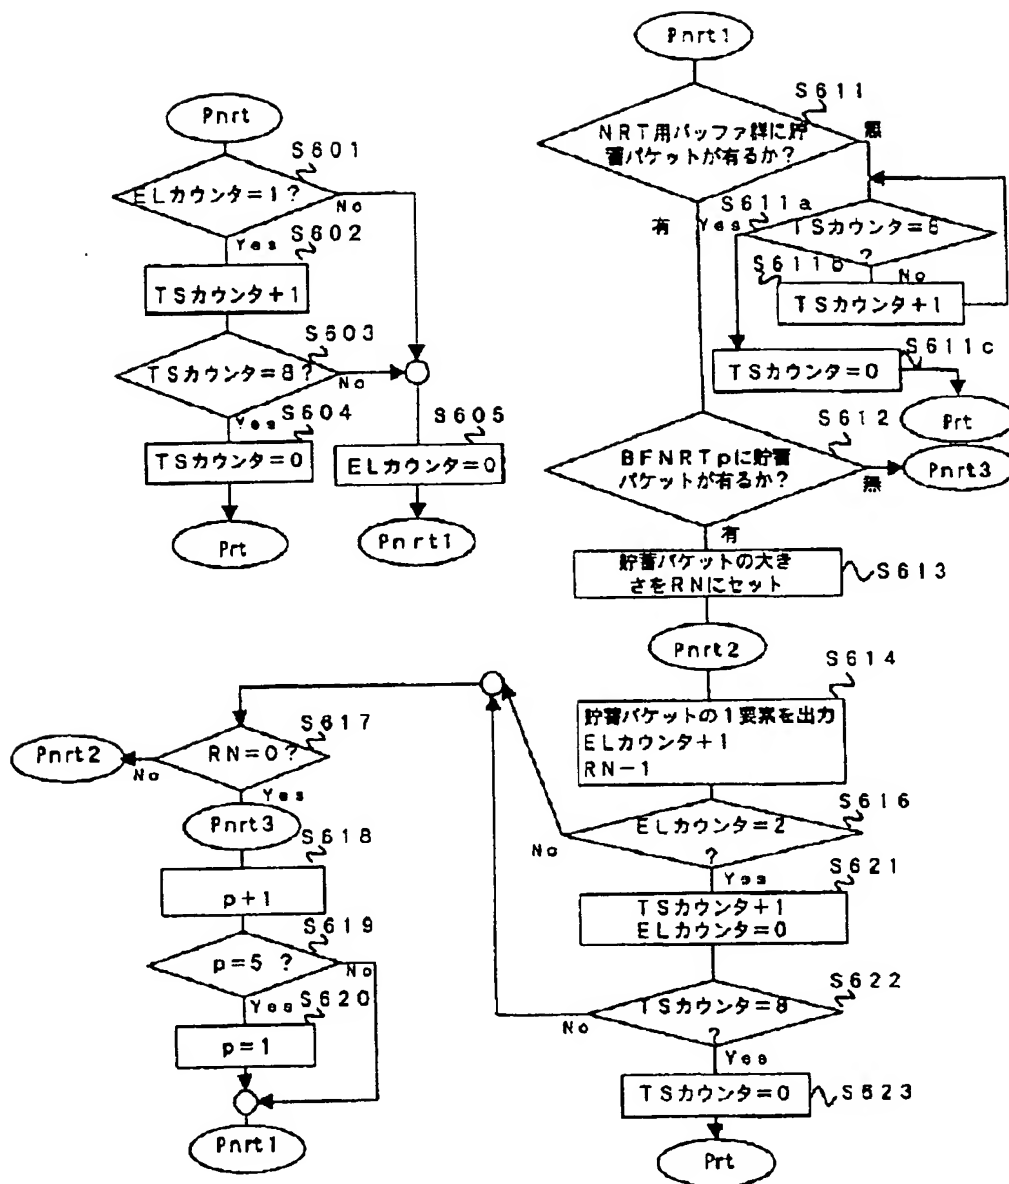 Pnrt
S601
ELカウンタ=1?
No
Yes
S602
TSカウンタ+1
S603
TSカウンタ=8?
No
Yes
S604
TSカウンタ=0
Prt
S605
ELカウンタ=0
Pnrt1
Pnrt1
S611
NRT用バッファ群に貯
蓄パケットが有るか?
無
有
S611a
Yes
TSカウンタ=8
?
S611b
No
TSカウンタ+1
S611c
TSカウンタ=0
Prt
S612
BFNRTpに貯蓄
パケットが有るか?
無
Pnrt3
有
貯蓄パケットの大き
さをRNにセット
S613
Pnrt2
S614
貯蓄パケットの1要素を出力
ELカウンタ+1
RN-1
S616
ELカウンタ=2
?
No
Yes
S621
TSカウンタ+1
ELカウンタ=0
S622
TSカウンタ=8
?
No
Yes
TSカウンタ=0
S623
Prt
S617
RN=0?
No
Pnrt2
Yes
Pnrt3
S618
p+1
S619
p=5 ?
No
Yes
S620
p=1
Pnrt1